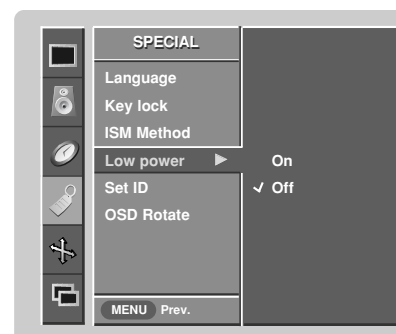 SPECIAL
Language
Key lock
ISM Method
Low power
On
Set ID
Off
OSD Rotate
MENU Prev.